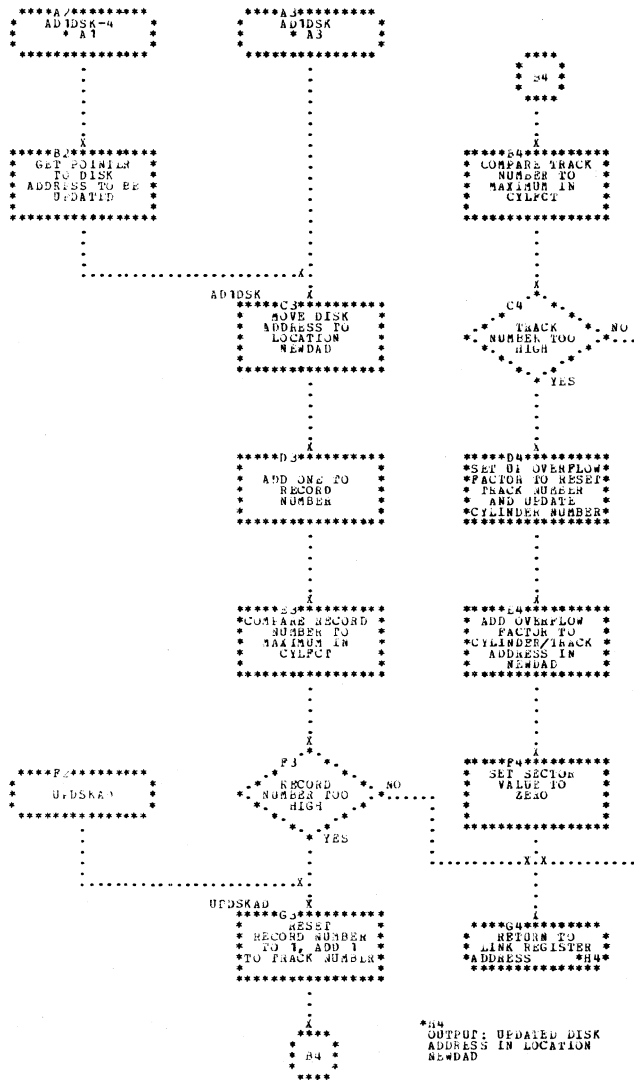 A2
AD1DSK-4
* A1
A3
AD1DSK
* A3
B4
B2
GET POINTER
TO DISK
ADDRESS TO BE
UPDATED
B4
COMPARE TRACK
NUMBER TO
MAXIMUM IN
CYLFCT
AD1DSK
C3
MOVE DISK
ADDRESS TO
LOCATION
NEWDAD
C4
TRACK
NUMBER TOO
HIGH
NO
YES
D3
ADD ONE TO
RECORD
NUMBER
D4
SET UP OVERFLOW
FACTOR TO RESET
TRACK NUMBER
AND UPDATE
CYLINDER NUMBER
E3
COMPARE RECORD
NUMBER TO
MAXIMUM IN
CYLFCT
E4
ADD OVERFLOW
FACTOR TO
CYLINDER/TRACK
ADDRESS IN
NEWDAD
F2
UPDSKAD
F3
RECORD
NUMBER TOO
HIGH
NO
YES
F4
SET SECTOR
VALUE TO
ZERO
UPDSKAD
G3
RESET
RECORD NUMBER
TO 1, ADD 1
TO TRACK NUMBER
G4
RETURN TO
LINK REGISTER
ADDRESS *H4
B4
*H4
OUTPUT: UPDATED DISK
ADDRESS IN LOCATION
NEWDAD